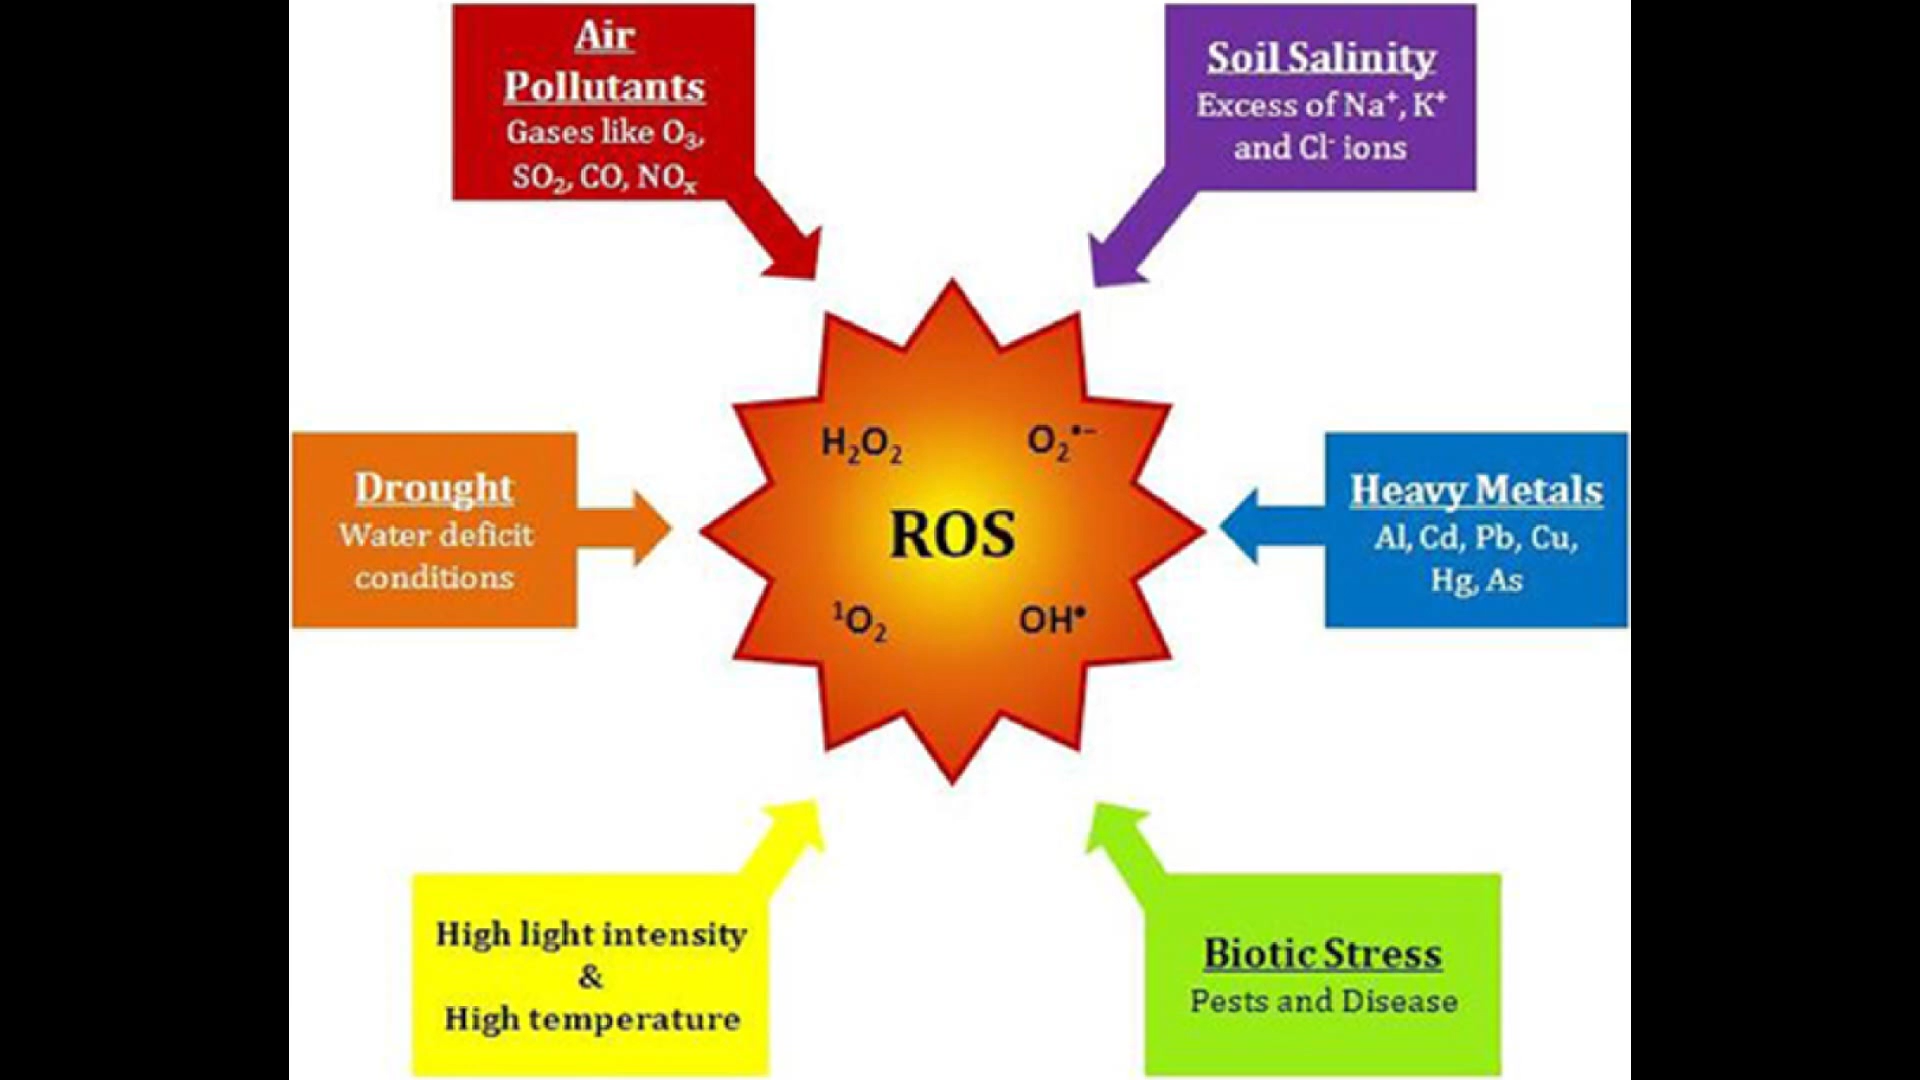 Air
Pollutants
Gases like O₃,
SO₂, CO, NOₓ
Soil Salinity
Excess of Na⁺, K⁺
and Cl⁻ ions
Drought
Water deficit
conditions
H₂O₂
O₂•⁻
ROS
¹O₂
OH•
Heavy Metals
Al, Cd, Pb, Cu,
Hg, As
High light intensity
&
High temperature
Biotic Stress
Pests and Disease